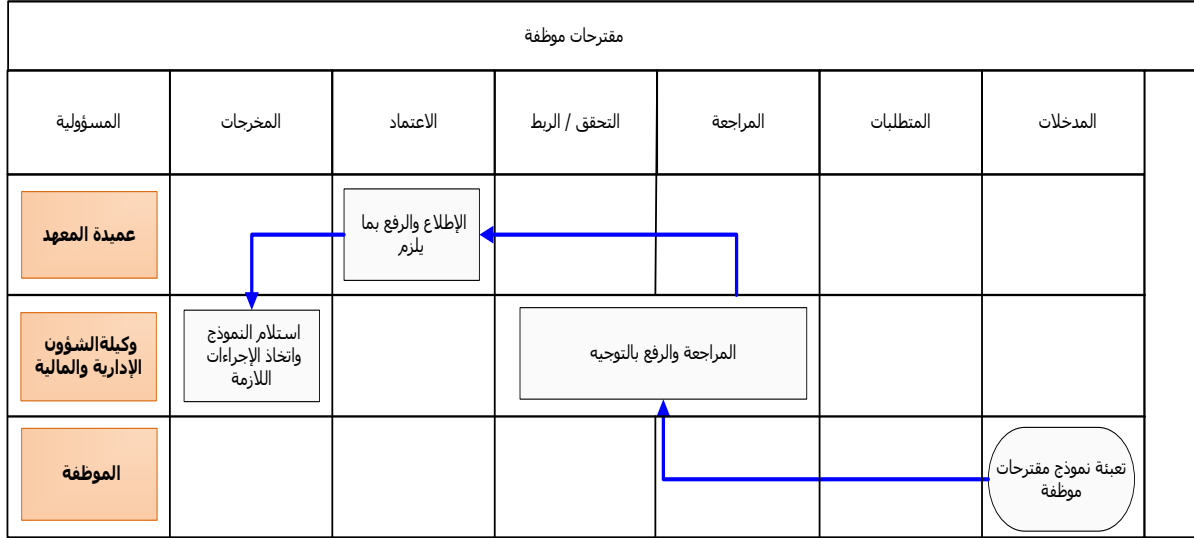 مقترحات موظفة
المدخلات
المتطلبات
المراجعة
التحقق / الربط
الاعتماد
المخرجات
المسؤولية
الإطلاع والرفع بما
يلزم
عميدة المعهد
المراجعة والرفع بالتوجيه
استلام النموذج
واتخاذ الإجراءات
اللازمة
وكيلةالشؤون
الإدارية والمالية
تعبئة نموذج مقترحات
موظفة
الموظفة